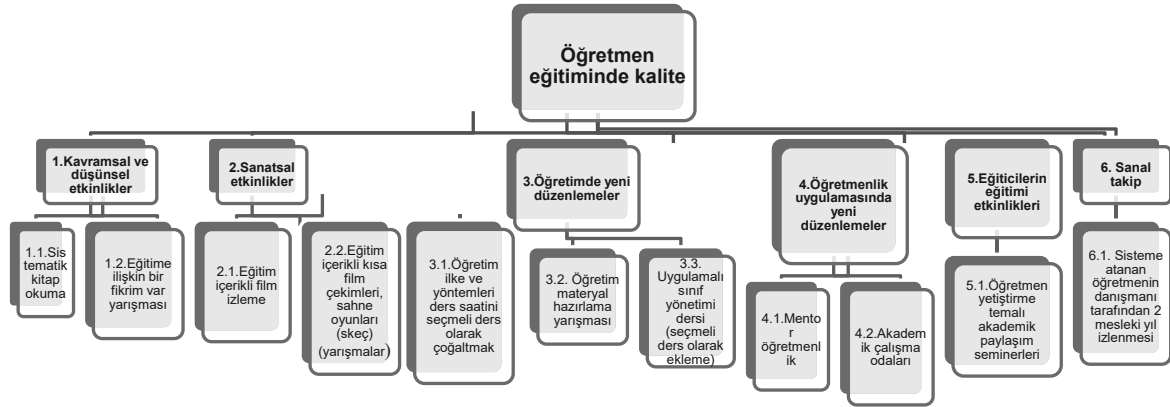 Öğretmen
eğitiminde kalite
1.Kavramsal ve
düşünsel
etkinlikler
2.Sanatsal
etkinlikler
3.Öğretimde yeni
düzenlemeler
4.Öğretmenlik
uygulamasında
yeni
düzenlemeler
5.Eğiticilerin
eğitimi
etkinlikleri
6. Sanal
takip
1.1.Sis
tematik
kitap
okuma
1.2.Eğitime
ilişkin bir
fikrim var
yarışması
2.1.Eğitim
içerikli film
izleme
2.2.Eğitim
içerikli kısa
film
çekimleri,
sahne
oyunları
(skeç)
(yarışmalar)
3.1.Öğretim
ilke ve
yöntemleri
ders saatini
seçmeli ders
olarak
çoğaltmak
3.2. Öğretim
materyal
hazırlama
yarışması
3.3.
Uygulamalı
sınıf
yönetimi
dersi
(seçmeli
ders olarak
ekleme)
4.1.Mento
r
öğretmenl
ik
4.2.Akadem
ik çalışma
odaları
5.1.Öğretmen
yetiştirme
temalı
akademik
paylaşım
seminerleri
6.1. Sisteme
atanan
öğretmenin
danışmanı
tarafından 2
mesleki yıl
izlenmesi